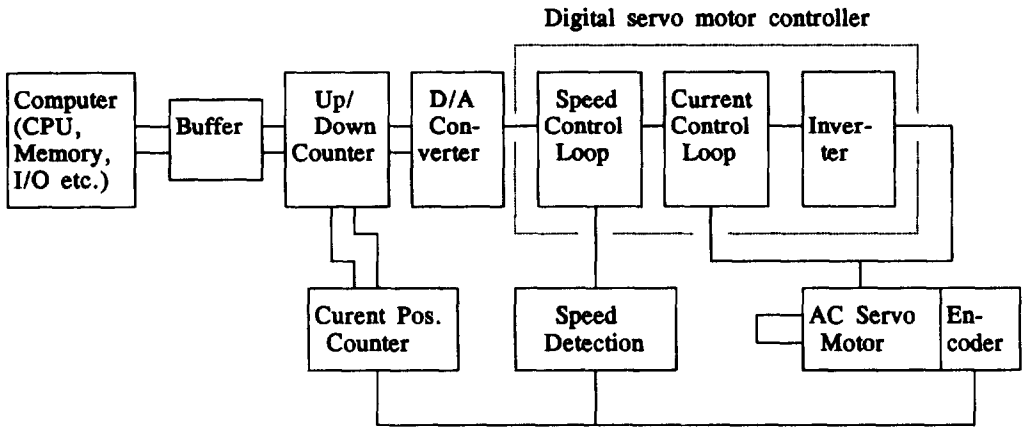 Digital servo motor controller
Computer
(CPU,
Memory,
I/O etc.)
Buffer
Up/
Down
Counter
D/A
Con-
verter
Speed
Control
Loop
Current
Control
Loop
Inver-
ter
Curent Pos.
Counter
Speed
Detection
AC Servo
Motor
En-
coder